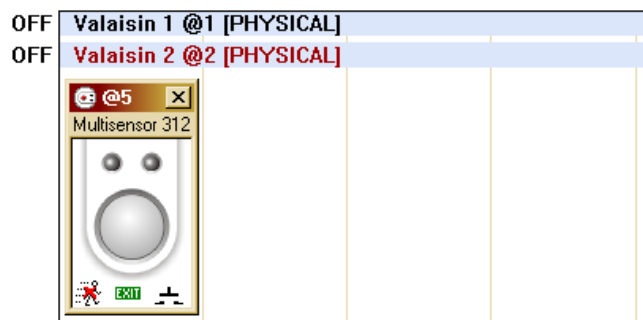 OFF Valaisin 1 @1 [PHYSICAL]
OFF Valaisin 2 @2 [PHYSICAL]
@5
Multisensor 312
EXIT